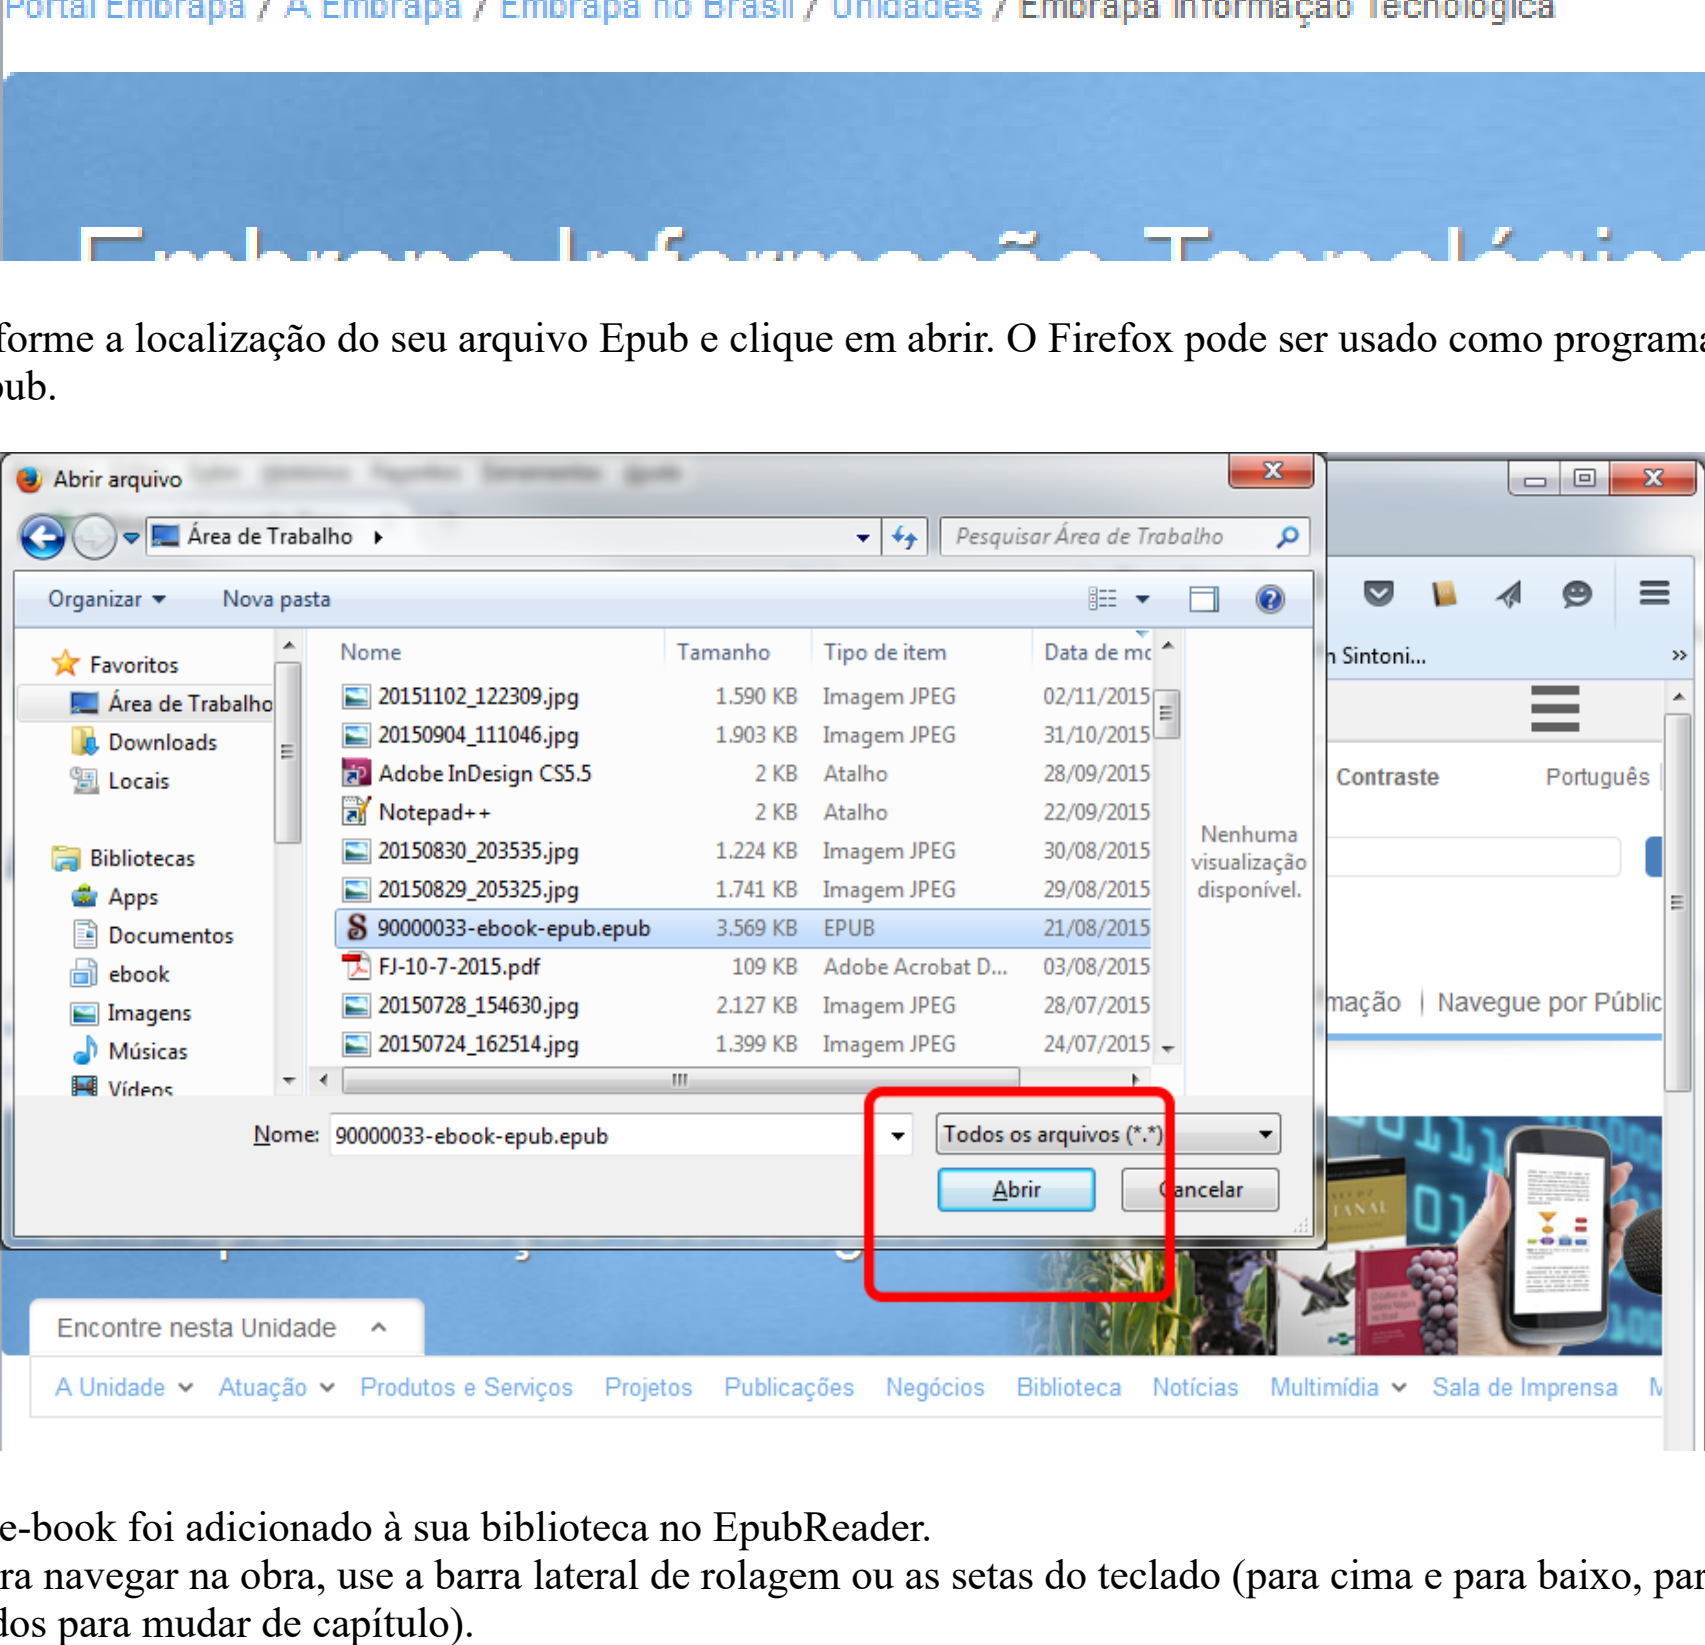 Portal Embrapa / A Embrapa / Embrapa no Brasil / Unidades / Embrapa Informação Tecnológica
Embrapa Informação Tecnológic
forme a localização do seu arquivo Epub e clique em abrir. O Firefox pode ser usado como programa
pub.
Abrir arquivo
Área de Trabalho
Pesquisar Área de Trabalho
Organizar
Nova pasta
n Sintoni...
»
Favoritos
Área de Trabalho
Downloads
Locais
Bibliotecas
Apps
Documentos
ebook
Imagens
Músicas
Vídeos
Nome Tamanho Tipo de item Data de mo
20151102_122309.jpg 1.590 KB Imagem JPEG 02/11/2015
20150904_111046.jpg 1.903 KB Imagem JPEG 31/10/2015
Adobe InDesign CS5.5 2 KB Atalho 28/09/2015
Notepad++ 2 KB Atalho 22/09/2015
20150830_203535.jpg 1.224 KB Imagem JPEG 30/08/2015
20150829_205325.jpg 1.741 KB Imagem JPEG 29/08/2015
90000033-ebook-epub.epub 3.569 KB EPUB 21/08/2015
FJ-10-7-2015.pdf 109 KB Adobe Acrobat D... 03/08/2015
20150728_154630.jpg 2.127 KB Imagem JPEG 28/07/2015
20150724_162514.jpg 1.399 KB Imagem JPEG 24/07/2015
Nenhuma
visualização
disponível.
Contraste Português
mação | Navegue por Públic
Nome: 90000033-ebook-epub.epub
Todos os arquivos (*.*)
Abrir
Cancelar
Encontre nesta Unidade
A Unidade Atuação Produtos e Serviços Projetos Publicações Negócios Biblioteca Notícias Multimídia Sala de Imprensa M
e-book foi adicionado à sua biblioteca no EpubReader.
ra navegar na obra, use a barra lateral de rolagem ou as setas do teclado (para cima e para baixo, par
dos para mudar de capítulo).